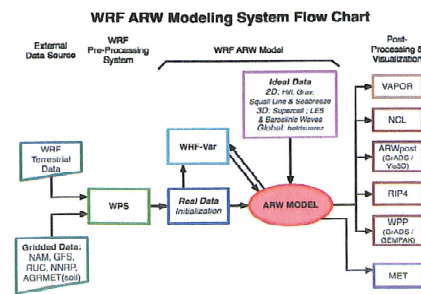 WRF ARW Modeling System Flow Chart
External
Data Source
WRF
Pre-Processing
System
WRF ARW Model
Post-
Processing &
Visualization
Ideal Data
2D: Hill, Grav,
Squall Line & Seabreeze
3D: Supercell ; LES
& Baroclinic Waves
Global:
VAPOR
NCL
ARWpost
(GrADS /
Vis5D)
RIP4
WPP
(GrADS /
GEMPAK)
MET
WRF
Terrestrial
Data
WRF-Var
WPS
Real Data
Initialization
ARW MODEL
Gridded Data:
NAM, GFS,
RUC, NNRP,
AGRMET(soil)